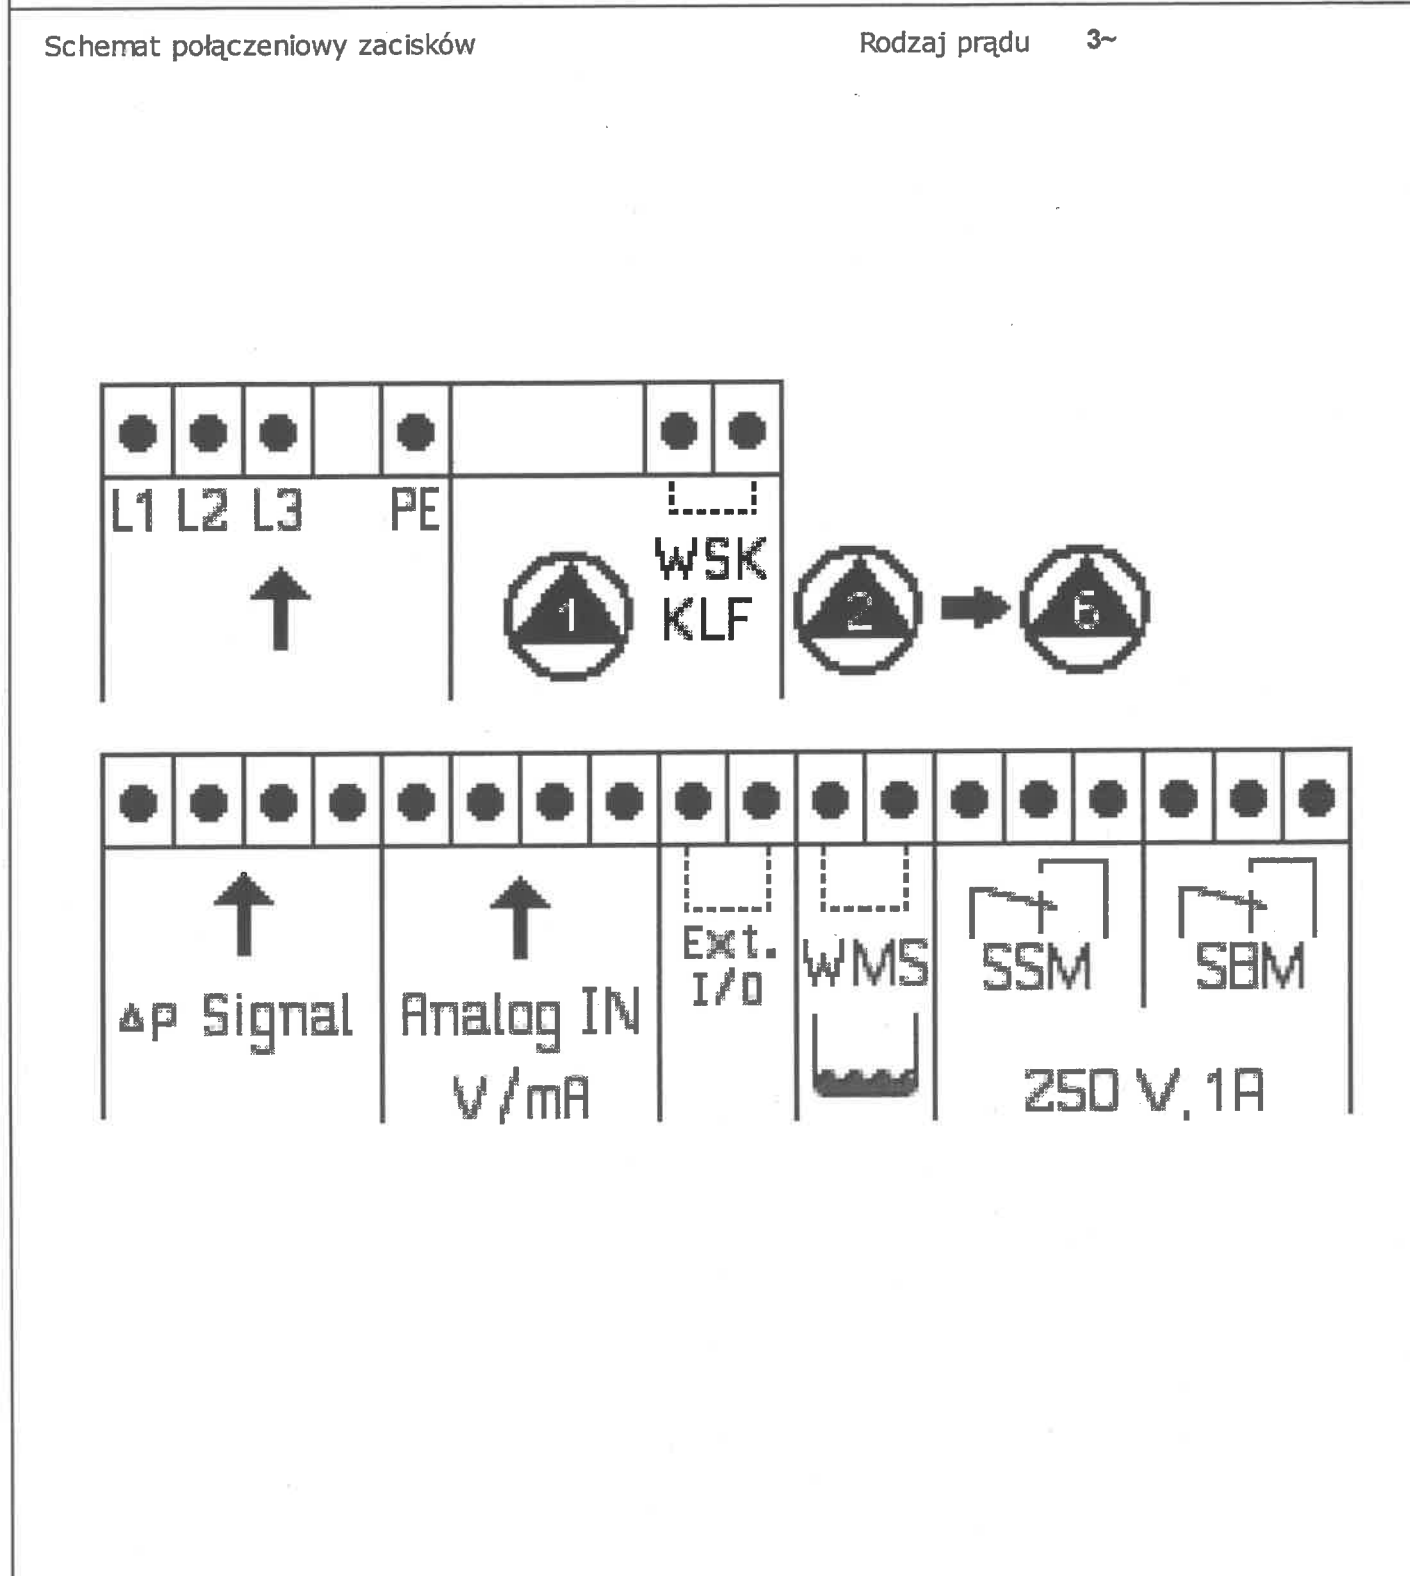 Schemat połączeniowy zacisków
Rodzaj prądu 3~
L1 L2 L3 PE
WSK
KLF
1
2
6
Δp Signal
Analog IN
V/mA
Ext.
I/O
WMS
SSM
SBM
250 V, 1A